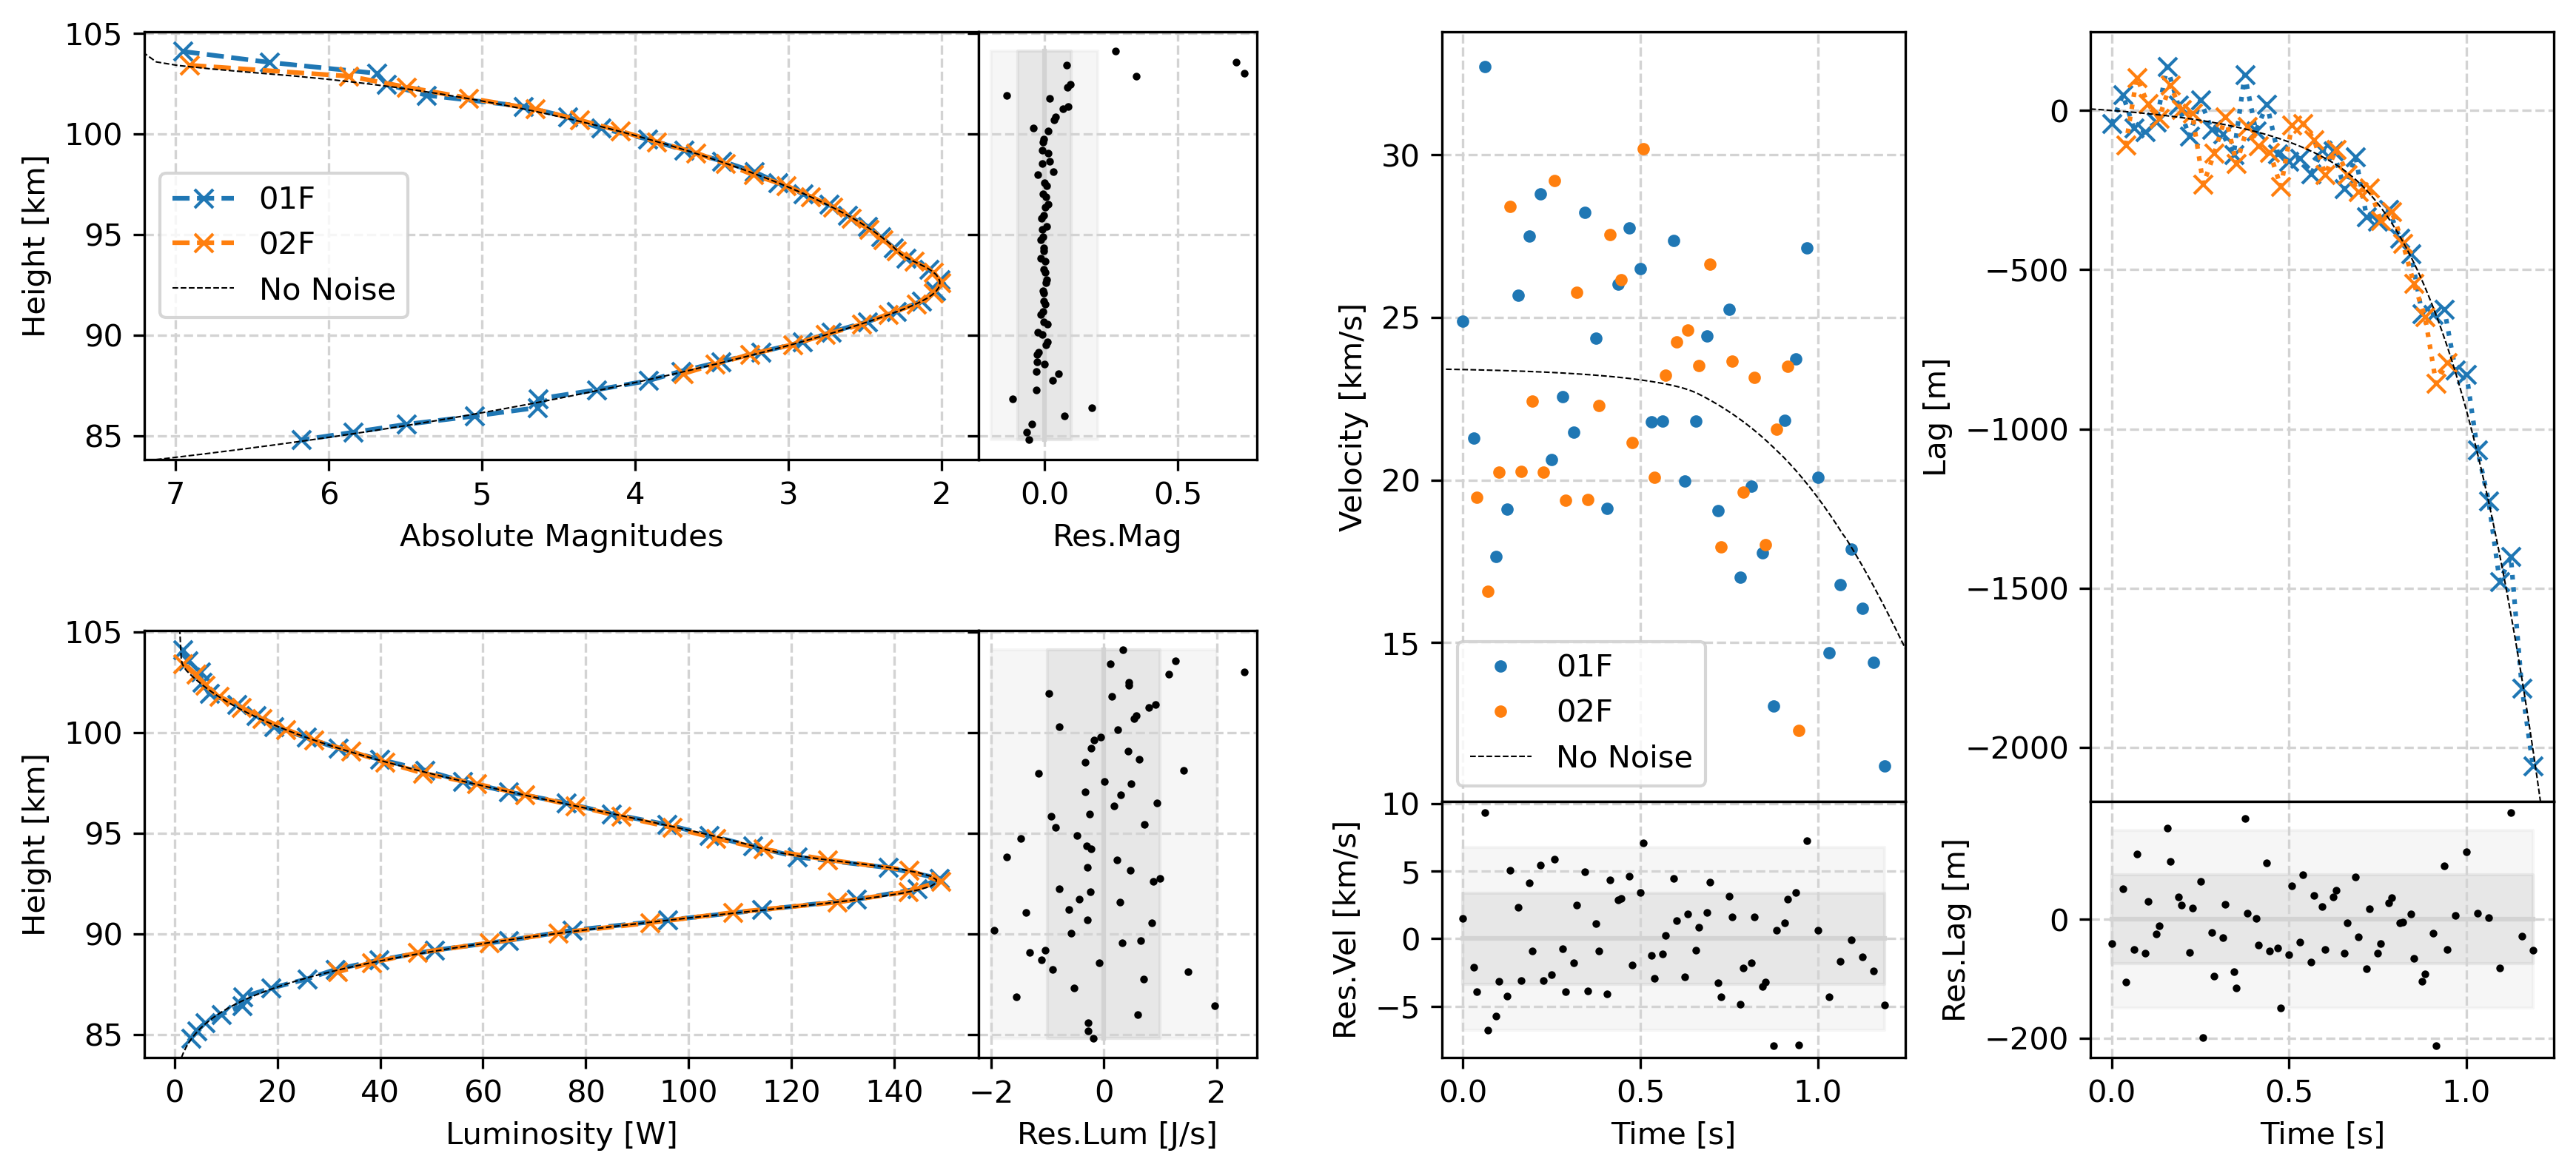 105
100
95
90
85
Height [km]
01F
02F
No Noise
7 6 5 4 3 2
Absolute Magnitudes
0.0 0.5
Res.Mag
105
100
95
90
85
Height [km]
0 20 40 60 80 100 120 140
Luminosity [W]
−2 0 2
Res.Lum [J/s]
30
25
20
15
Velocity [km/s]
01F
02F
No Noise
10
5
0
−5
Res.Vel [km/s]
0.0 0.5 1.0
Time [s]
0
−500
−1000
−1500
−2000
Lag [m]
0
−200
Res.Lag [m]
0.0 0.5 1.0
Time [s]